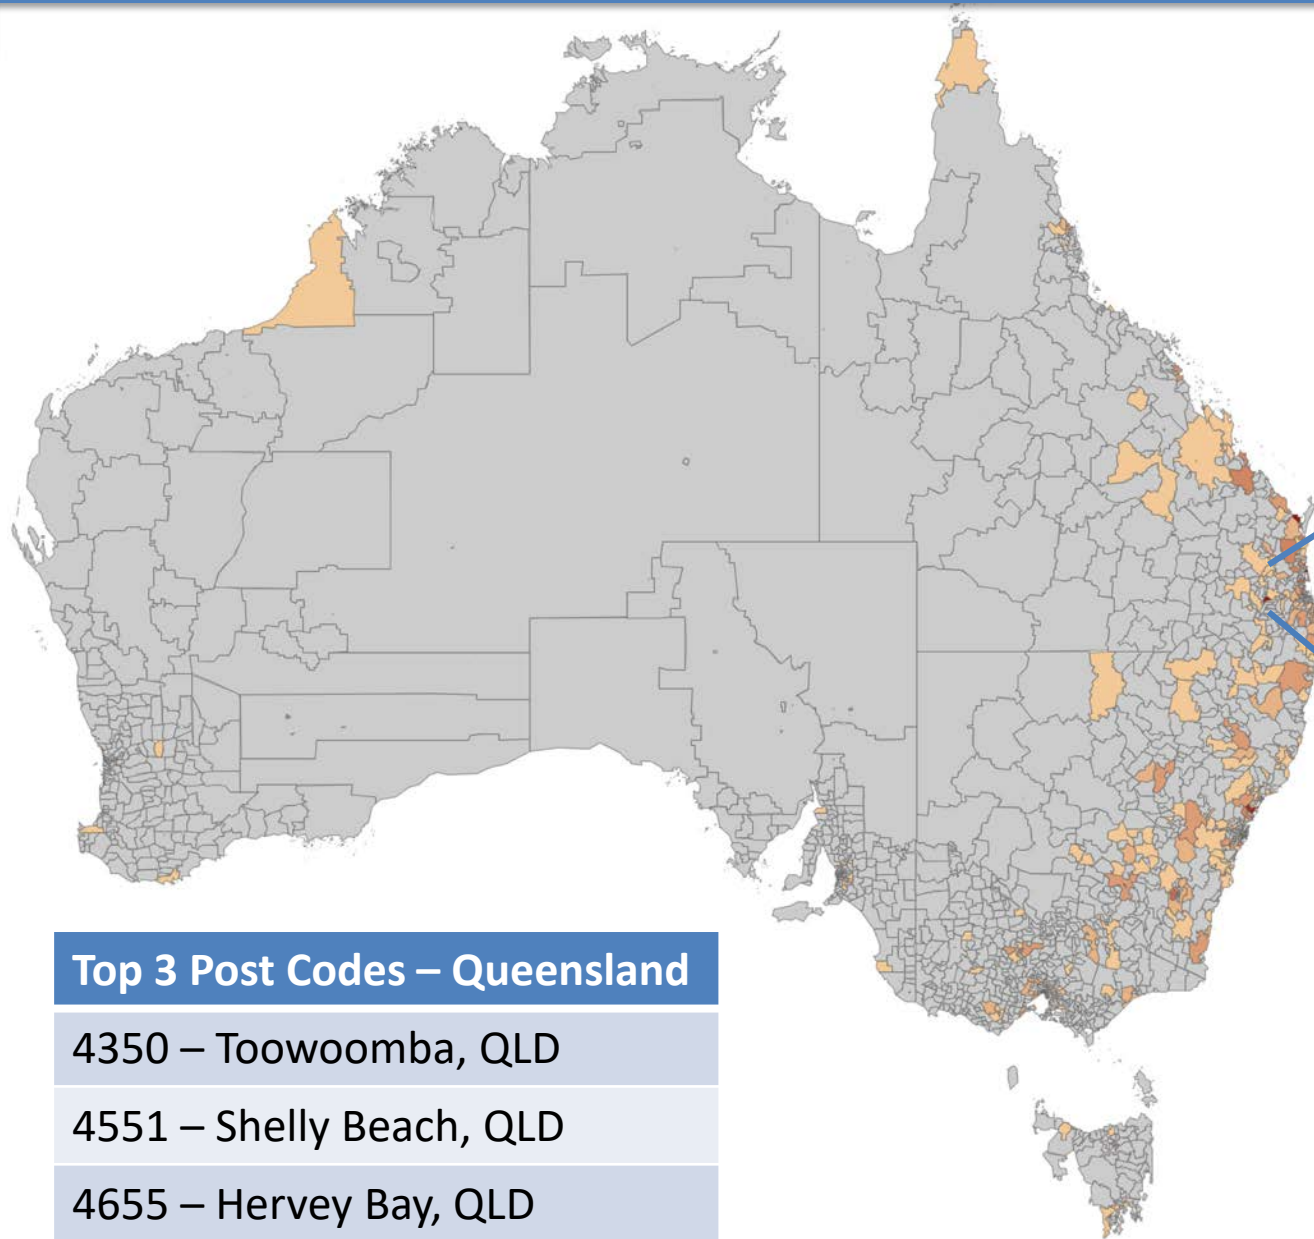 Top 3 Post Codes – Queensland
4350 – Toowoomba, QLD
4551 – Shelly Beach, QLD
4655 – Hervey Bay, QLD